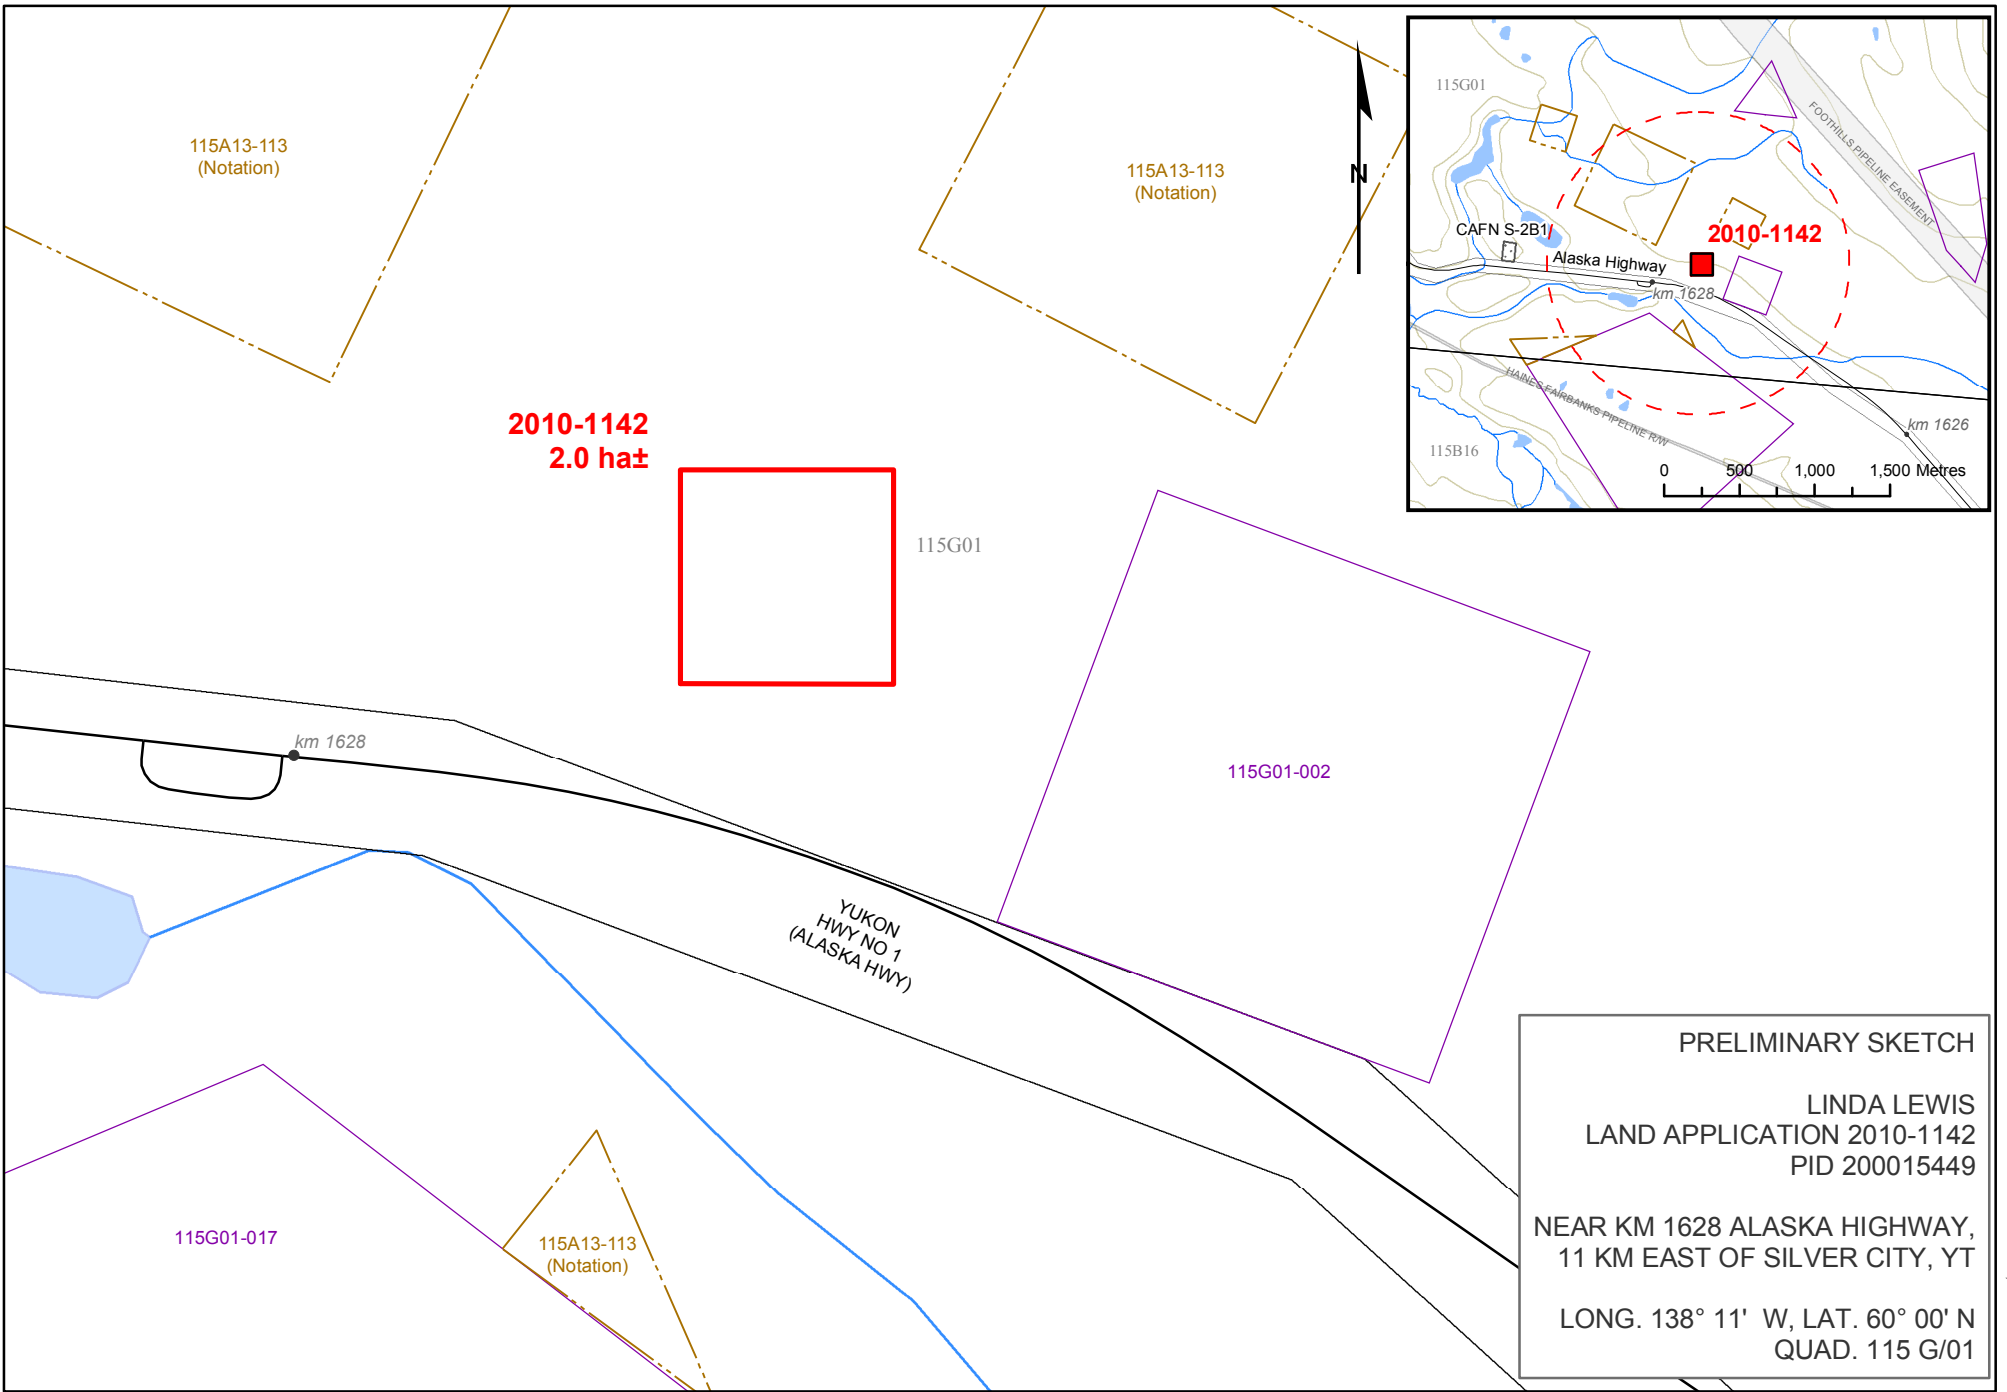 115A13-113
(Notation)
115A13-113
(Notation)
N
2010-1142
2.0 ha±
115G01
km 1628
115G01-002
YUKON
HWY NO 1
(ALASKA HWY)
115G01-017
115A13-113
(Notation)
115G01
FOOTHILLS PIPELINE EASEMENT
CAFN S-2B1
2010-1142
Alaska Highway
km 1628
HAINES FAIRBANKS PIPELINE R/W
km 1626
115B16
0 500 1,000 1,500 Metres
PRELIMINARY SKETCH
LINDA LEWIS
LAND APPLICATION 2010-1142
PID 200015449
NEAR KM 1628 ALASKA HIGHWAY,
11 KM EAST OF SILVER CITY, YT
LONG. 138° 11' W, LAT. 60° 00' N
QUAD. 115 G/01